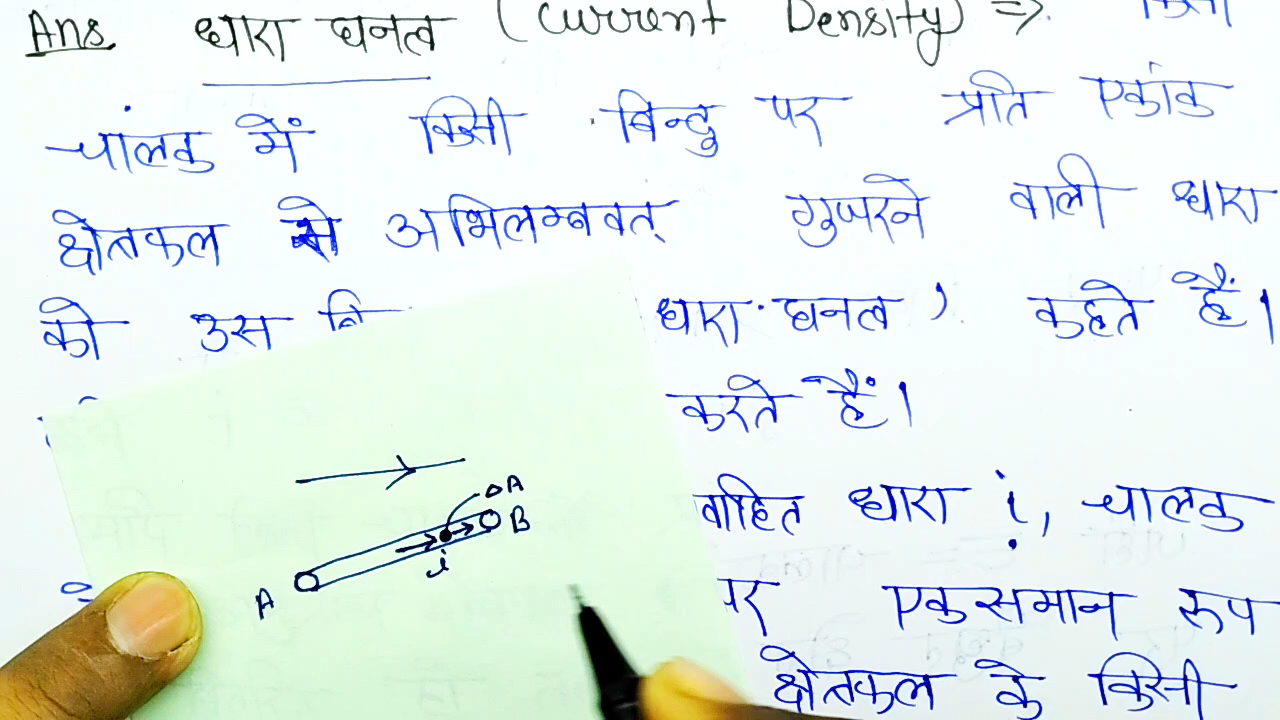 Ans. धारा घनत्व (Current Density) ⇒ किसी
चालक में किसी बिन्दु पर प्रति एकांक
क्षेत्रफल से अभिलम्बवत् गुजरने वाली धारा
को उस धारा घनत्व' कहते हैं।
करते हैं।
वाहित धारा i, चालक
पर एकसमान रूप
क्षेत्रफल के किसी
ΔA
B
i
A